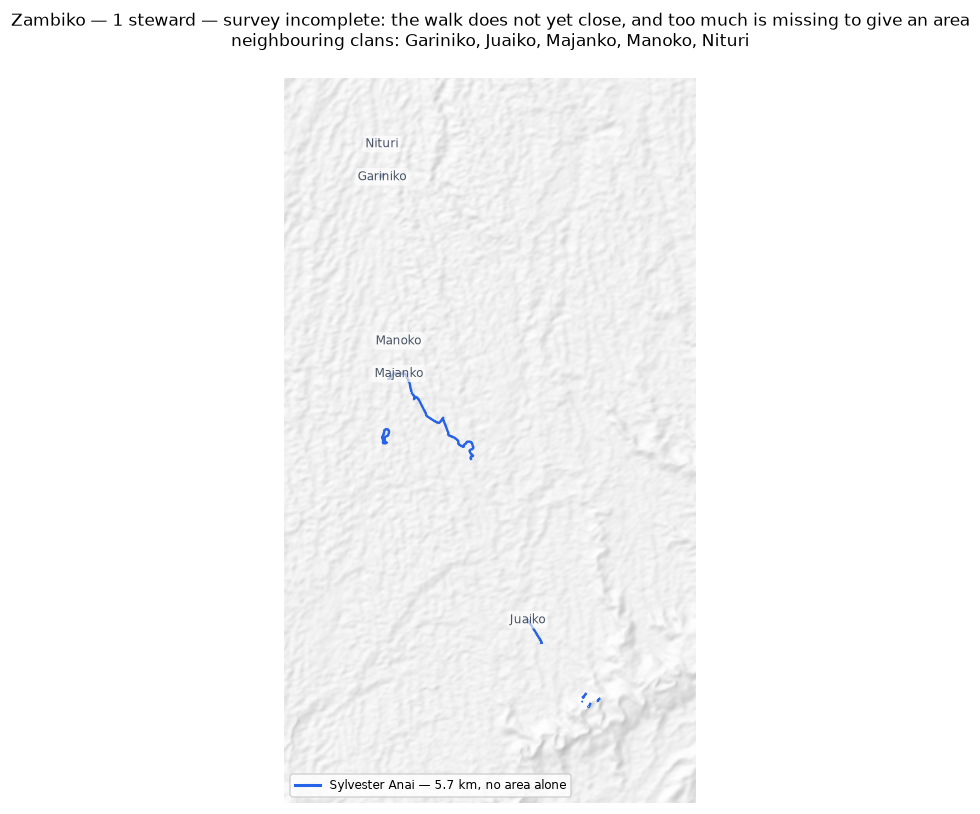 Zambiko — 1 steward — survey incomplete: the walk does not yet close, and too much is missing to give an area
neighbouring clans: Gariniko, Juaiko, Majanko, Manoko, Nituri
Nituri
Gariniko
Manoko
Majanko
Juaiko
Sylvester Anai — 5.7 km, no area alone